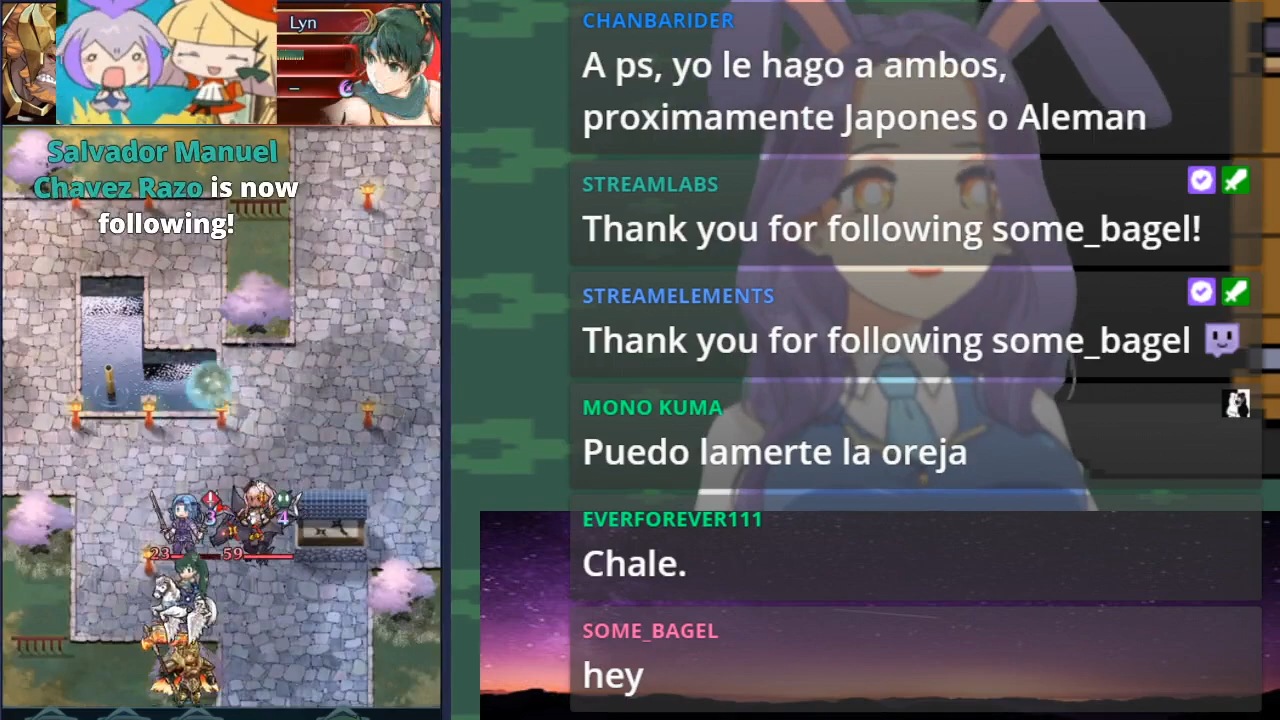 Lyn
–
Salvador Manuel
Chavez Razo is now
following!
3
4
23
59
CHANBARIDER
A ps, yo le hago a ambos,
proximamente Japones o Aleman
STREAMLABS
Thank you for following some_bagel!
STREAMELEMENTS
Thank you for following some_bagel
MONO KUMA
Puedo lamerte la oreja
EVERFOREVER111
Chale.
SOME_BAGEL
hey